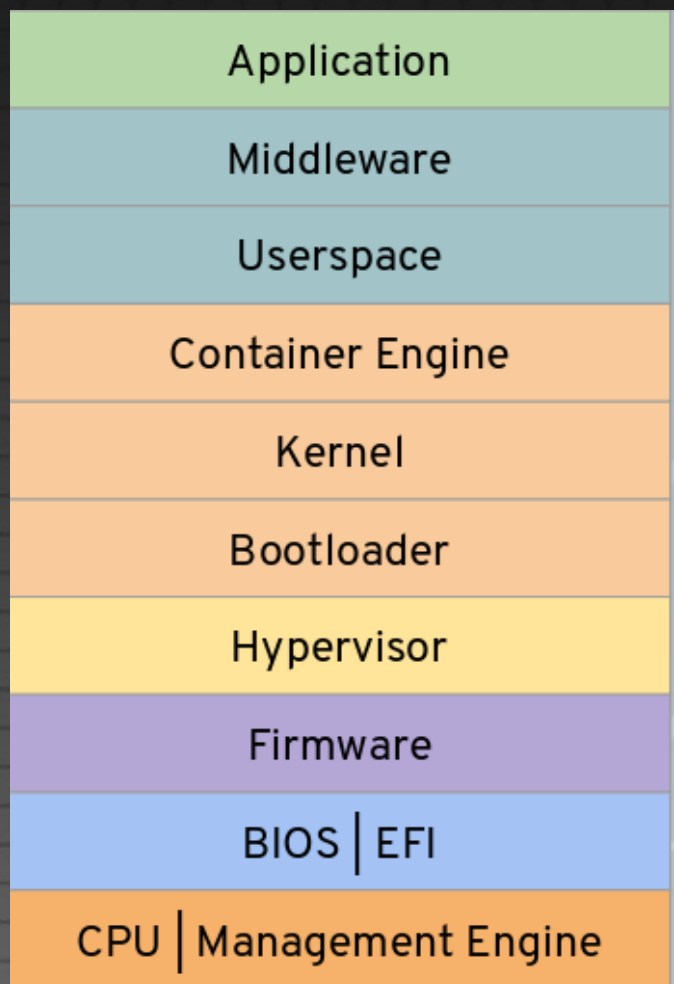 Application
Middleware
Userspace
Container Engine
Kernel
Bootloader
Hypervisor
Firmware
BIOS | EFI
CPU | Management Engine